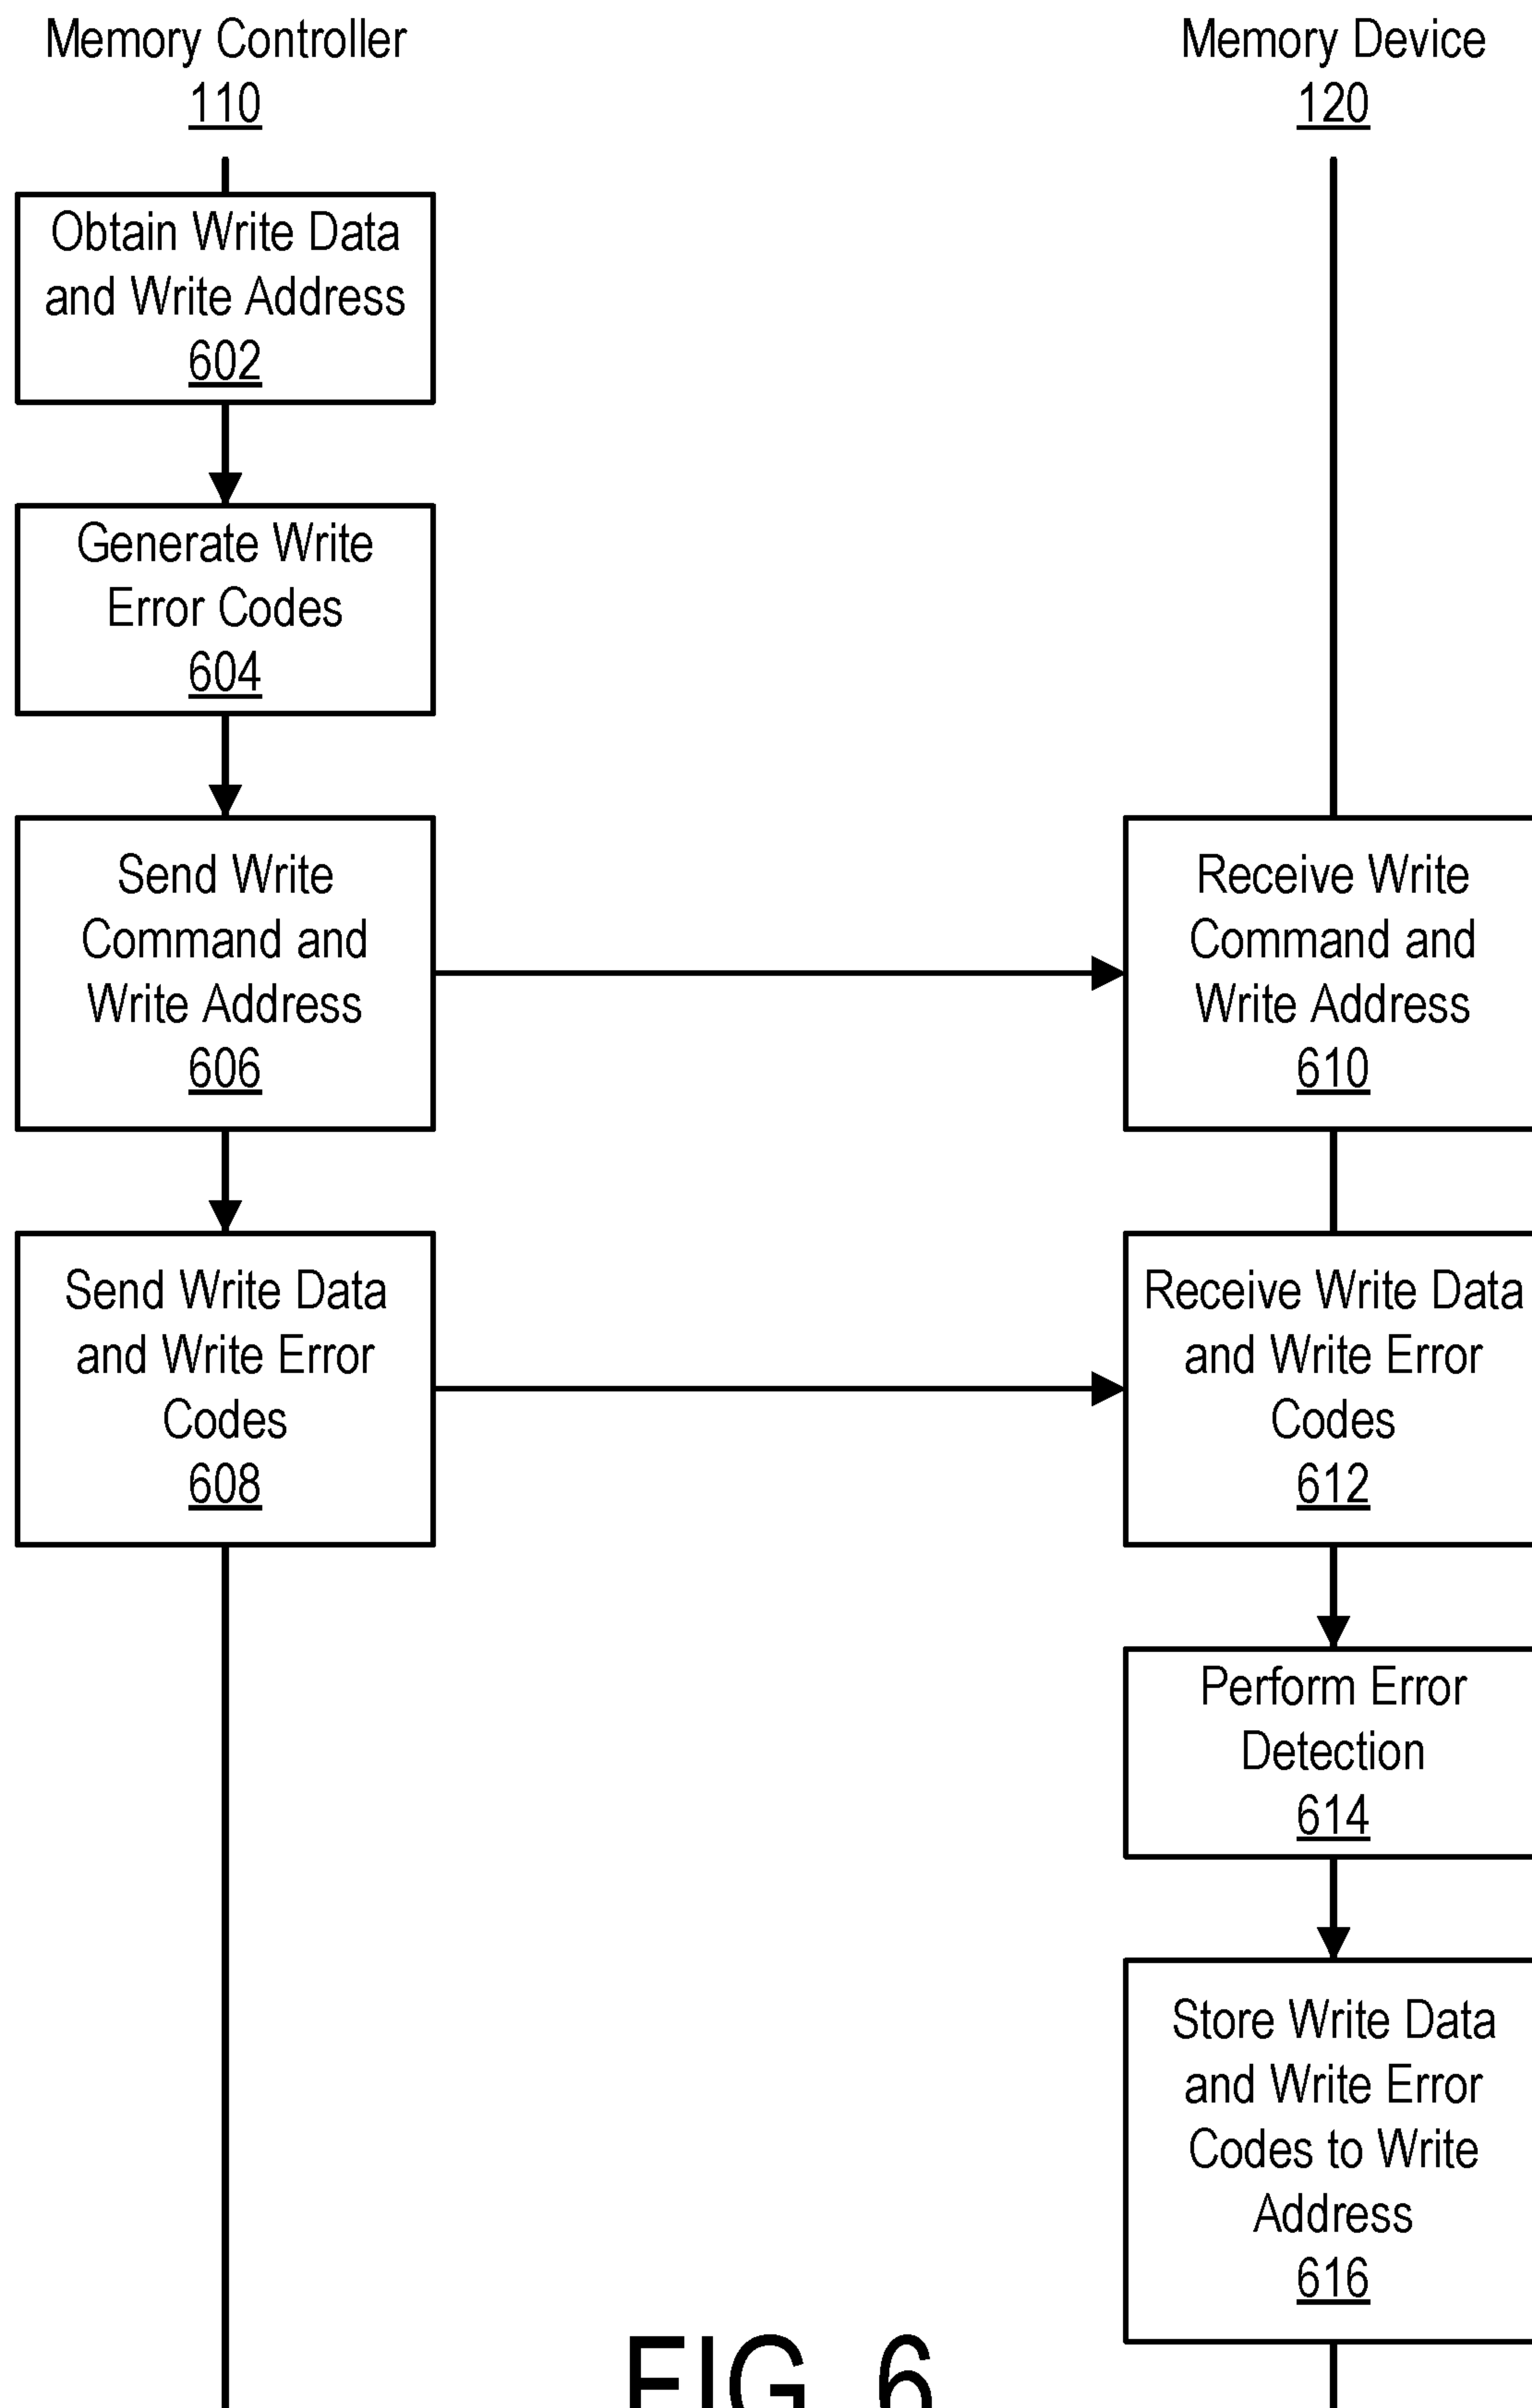 Memory Controller
110
Memory Device
120
Obtain Write Data
and Write Address
602
Generate Write
Error Codes
604
Send Write
Command and
Write Address
606
Receive Write
Command and
Write Address
610
Send Write Data
and Write Error
Codes
608
Receive Write Data
and Write Error
Codes
612
Perform Error
Detection
614
Store Write Data
and Write Error
Codes to Write
Address
616
FIG. 6